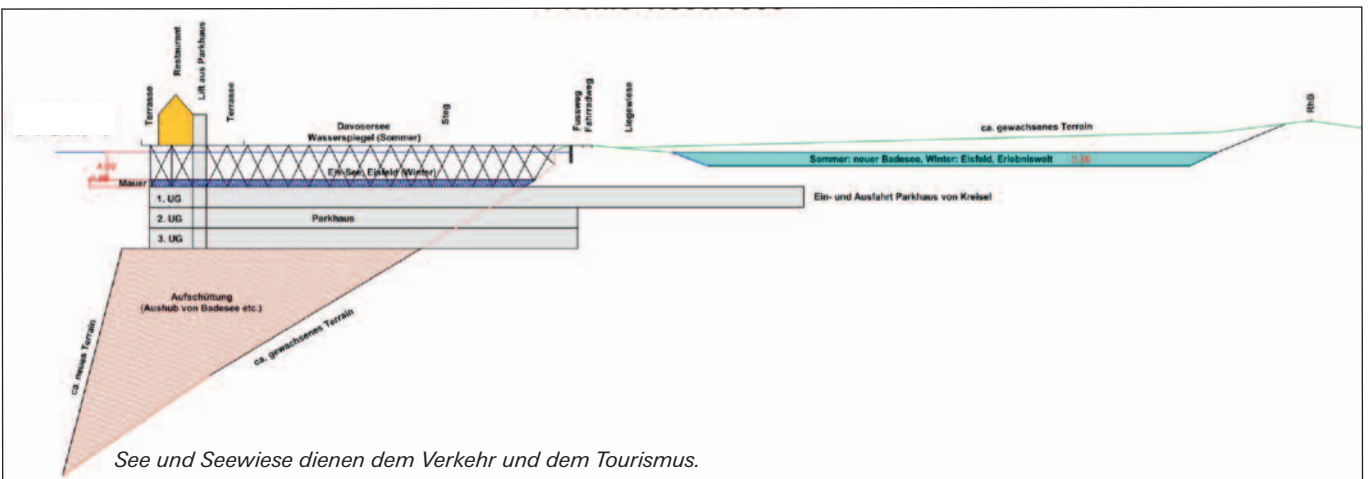 Terrasse
Restaurant
Lift aus Parkhaus
Terrasse
Davosersee
Wasserspiegel (Sommer)
Steg
Fussweg
Fahrradweg
Liegewiese
ca. gewachsenes Terrain
RhB
Sommer: neuer Badesee, Winter: Eisfeld, Erlebniswelt
Eis-See, Eisfeld (Winter)
Mauer
1. UG
Ein- und Ausfahrt Parkhaus von Kreisel
2. UG
Parkhaus
3. UG
Aufschüttung
(Aushub von Badesee etc.)
ca. neues Terrain
ca. gewachsenes Terrain
See und Seewiese dienen dem Verkehr und dem Tourismus.